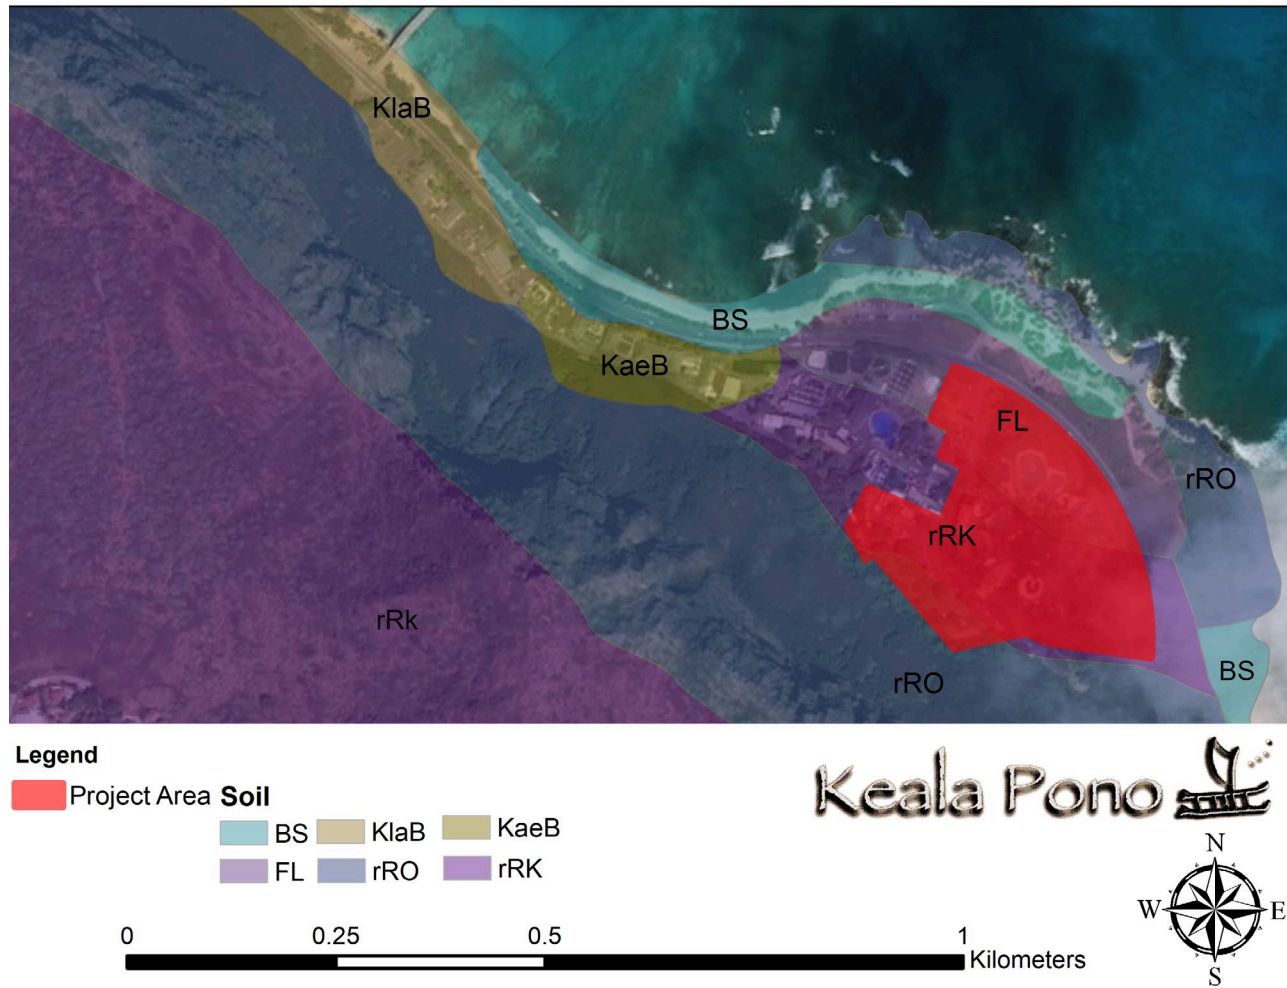 KlaB
BS
KaeB
FL
rRO
rRK
rRk
rRO
BS
Legend
Project Area
Soil
BS KlaB KaeB
FL rRO rRK
Keala Pono
N
W E
S
0 0.25 0.5 1
Kilometers